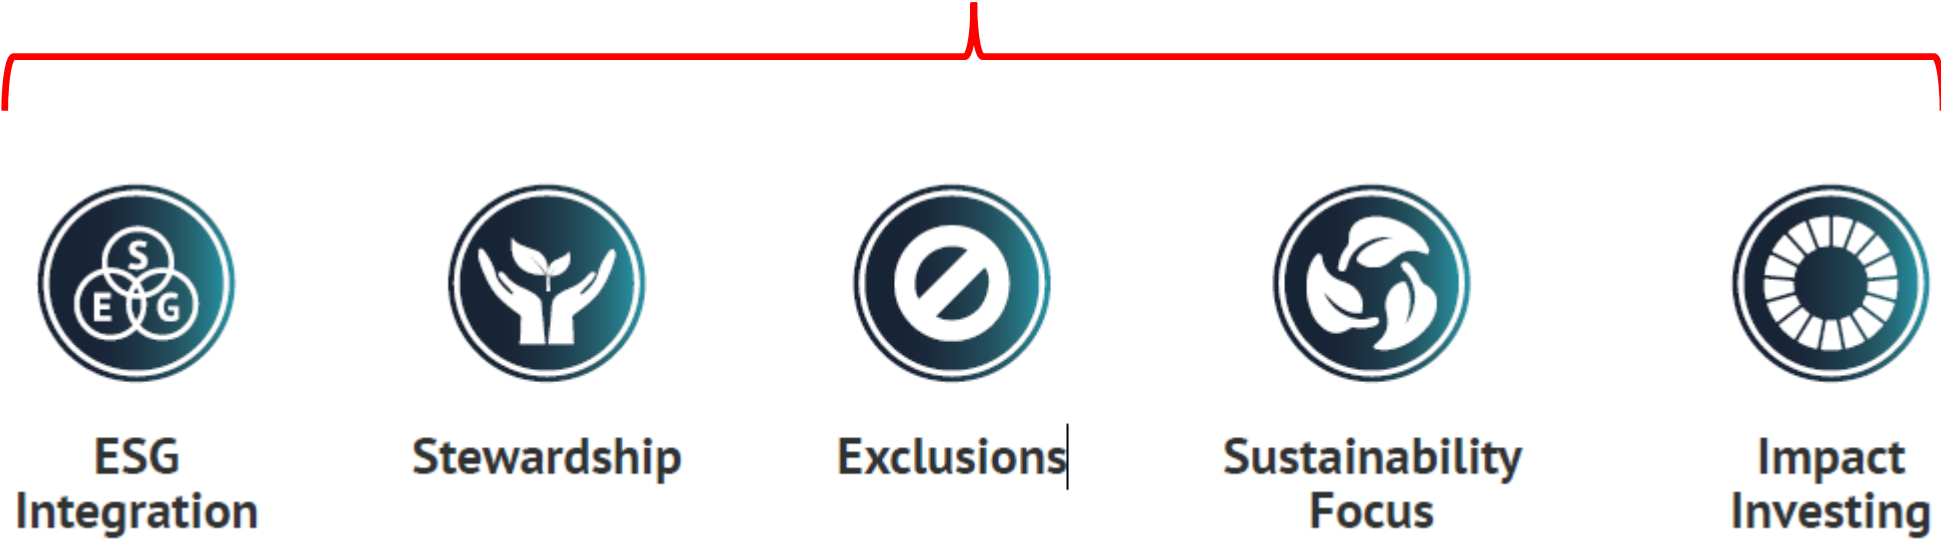 S
E G
ESG Integration
Stewardship
Exclusions
Sustainability Focus
Impact Investing